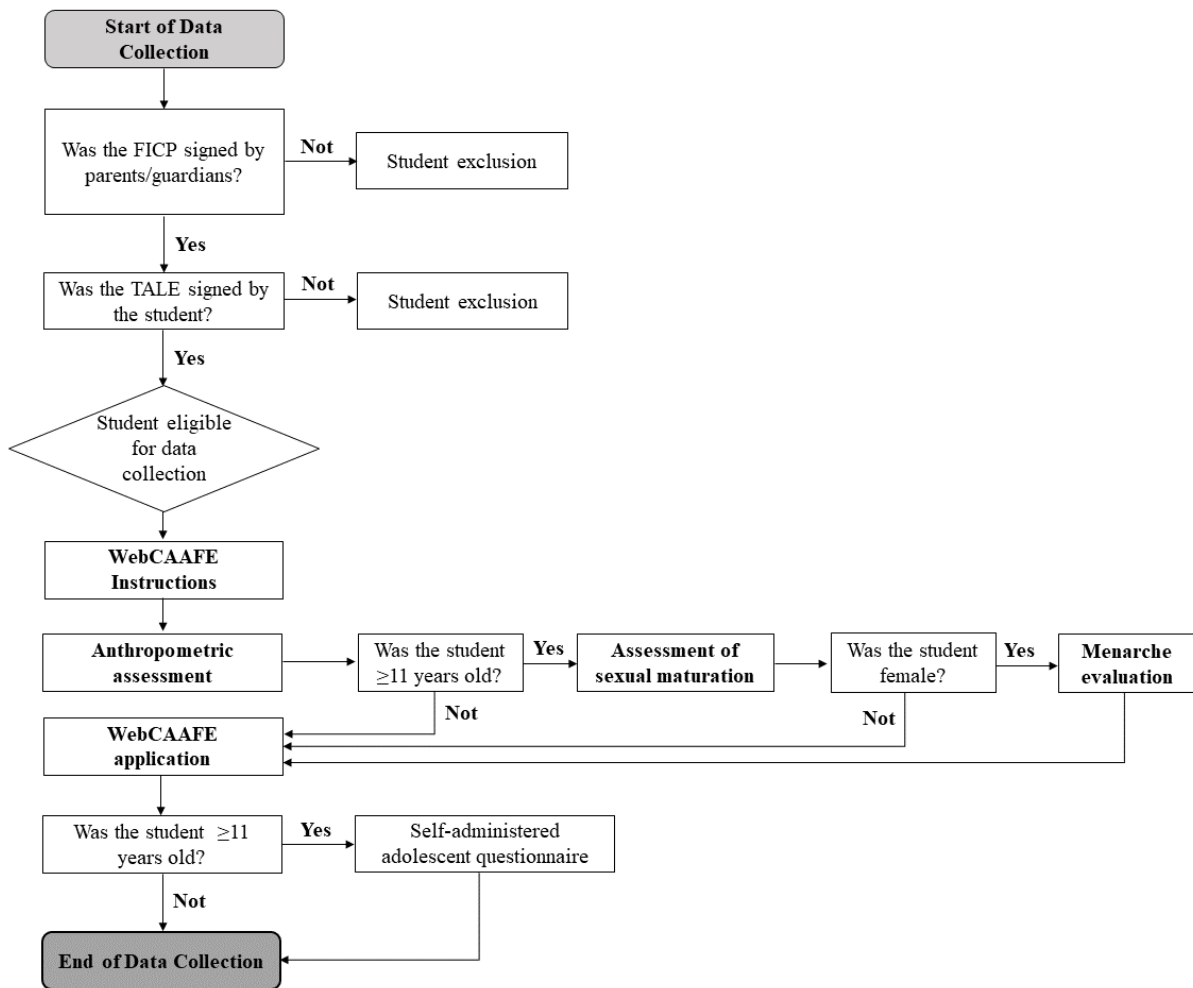 Start of Data
Collection
Was the FICP signed by
parents/guardians?
Not
Student exclusion
Yes
Was the TALE signed by
the student?
Not
Student exclusion
Yes
Student eligible
for data
collection
WebCAAFE
Instructions
Anthropometric
assessment
Was the student
≥11 years old?
Yes
Assessment of
sexual maturation
Was the student
female?
Yes
Menarche
evaluation
Not
Not
WebCAAFE
application
Was the student ≥11
years old?
Yes
Self-administered
adolescent questionnaire
Not
End of Data Collection